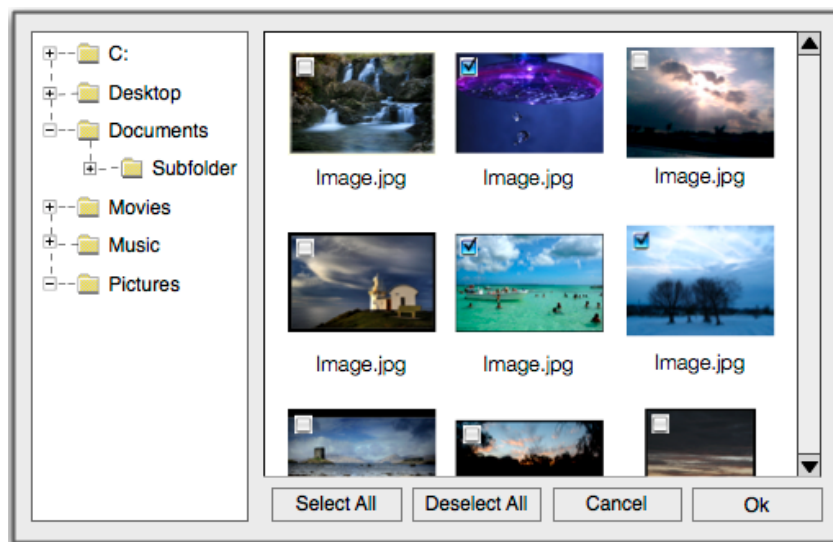 C:
Desktop
Documents
Subfolder
Movies
Music
Pictures
Image.jpg Image.jpg Image.jpg
Image.jpg Image.jpg Image.jpg
Select All Deselect All Cancel Ok